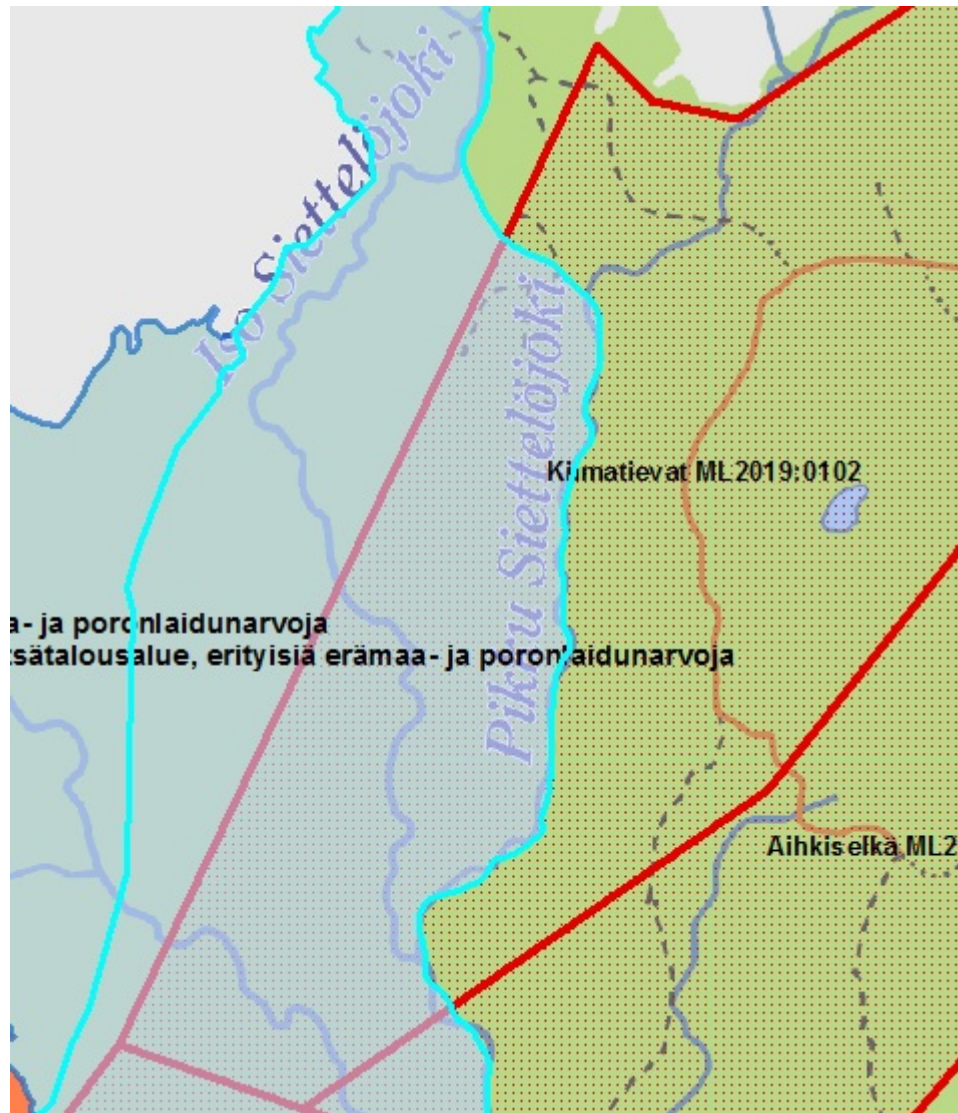 Iso Siettelöjoki
Pikku Siettelöjoki
Kiimatievat ML2019:0102
a- ja poronlaidunarvoja
tsätalousalue, erityisiä erämaa- ja poronlaidunarvoja
Aihkiselkä ML2